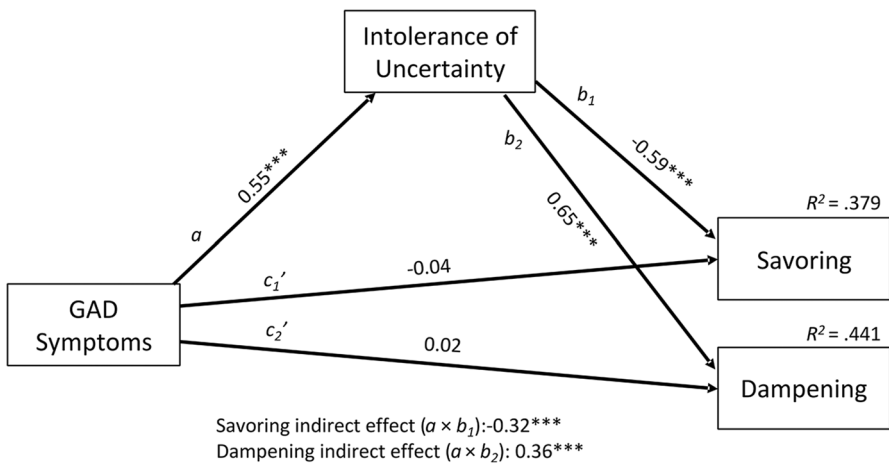 Intolerance of
Uncertainty
b₁
b₂
0.55***
-0.59***
0.65***
a
R² = .379
Savoring
c₁’
-0.04
GAD
Symptoms
c₂’
0.02
R² = .441
Dampening
Savoring indirect effect (a × b₁):-0.32***
Dampening indirect effect (a × b₂): 0.36***